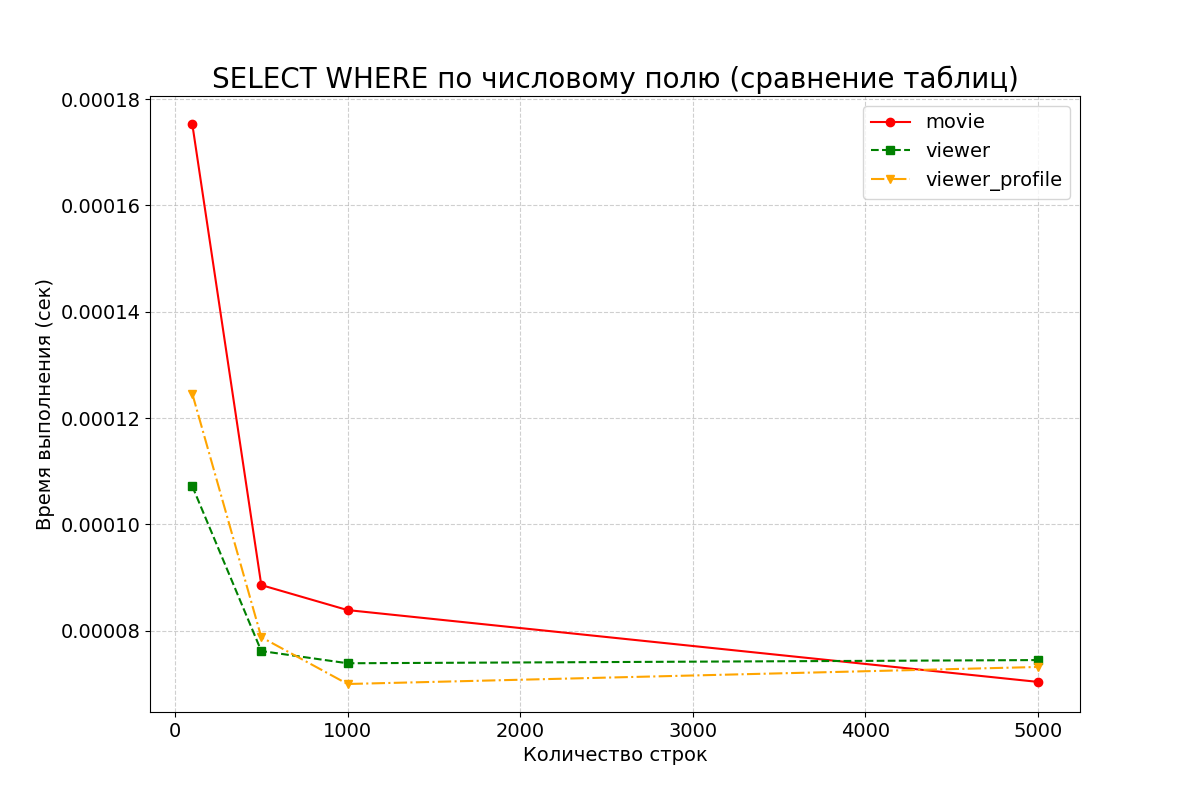 SELECT WHERE по числовому полю (сравнение таблиц)
movie
viewer
viewer_profile
Время выполнения (сек)
0.00018
0.00016
0.00014
0.00012
0.00010
0.00008
0 1000 2000 3000 4000 5000
Количество строк